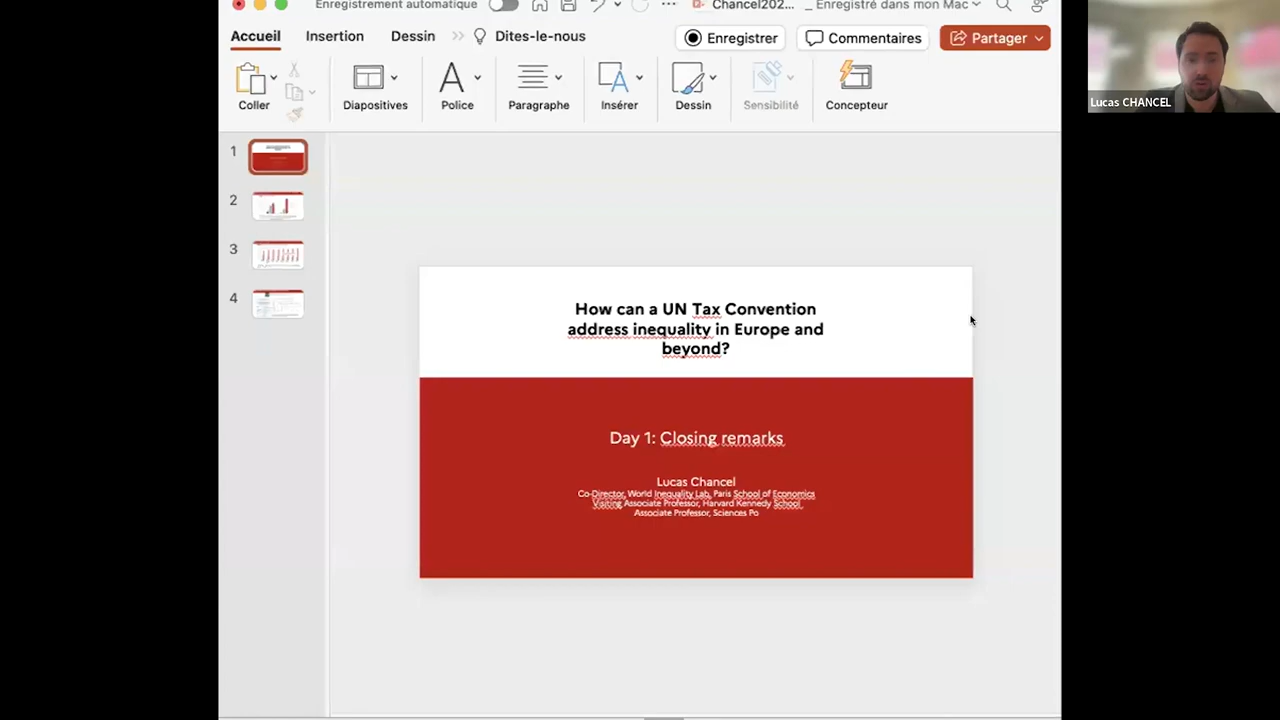 Enregistrement automatique
Chancel202...
_ Enregistré dans mon Mac
Accueil
Insertion
Dessin
Dites-le-nous
Enregistrer
Commentaires
Partager
Coller
Diapositives
Police
Paragraphe
Insérer
Dessin
Sensibilité
Concepteur
Lucas CHANCEL
1
2
3
4
How can a UN Tax Convention
address inequality in Europe and
beyond?
Day 1: Closing remarks
Lucas Chancel
Co-Director, World Inequality Lab, Paris School of Economics
Visiting Associate Professor, Harvard Kennedy School
Associate Professor, Sciences Po